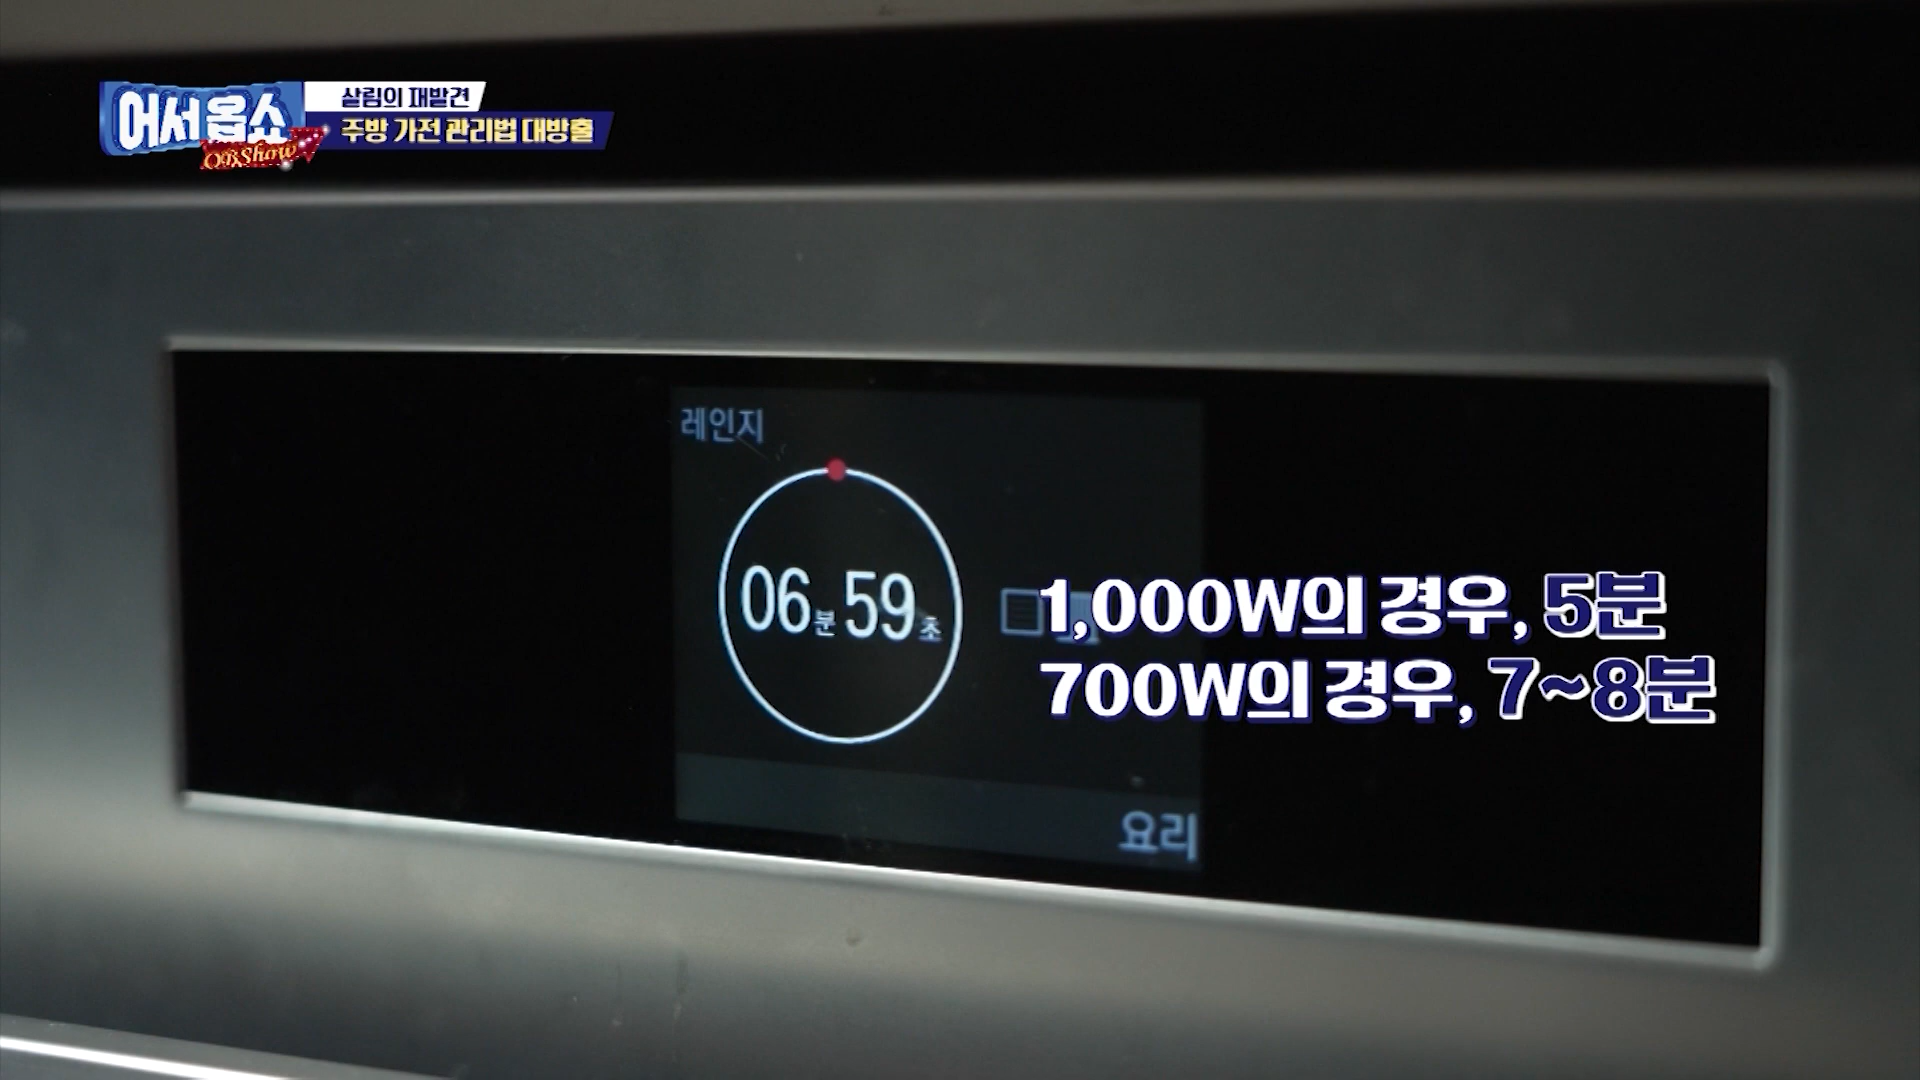 어서옵쇼
OBShow
살림의 재발견
주방 가전 관리법 대방출
레인지
06분 59초
1,000W의 경우, 5분
700W의 경우, 7~8분
요리